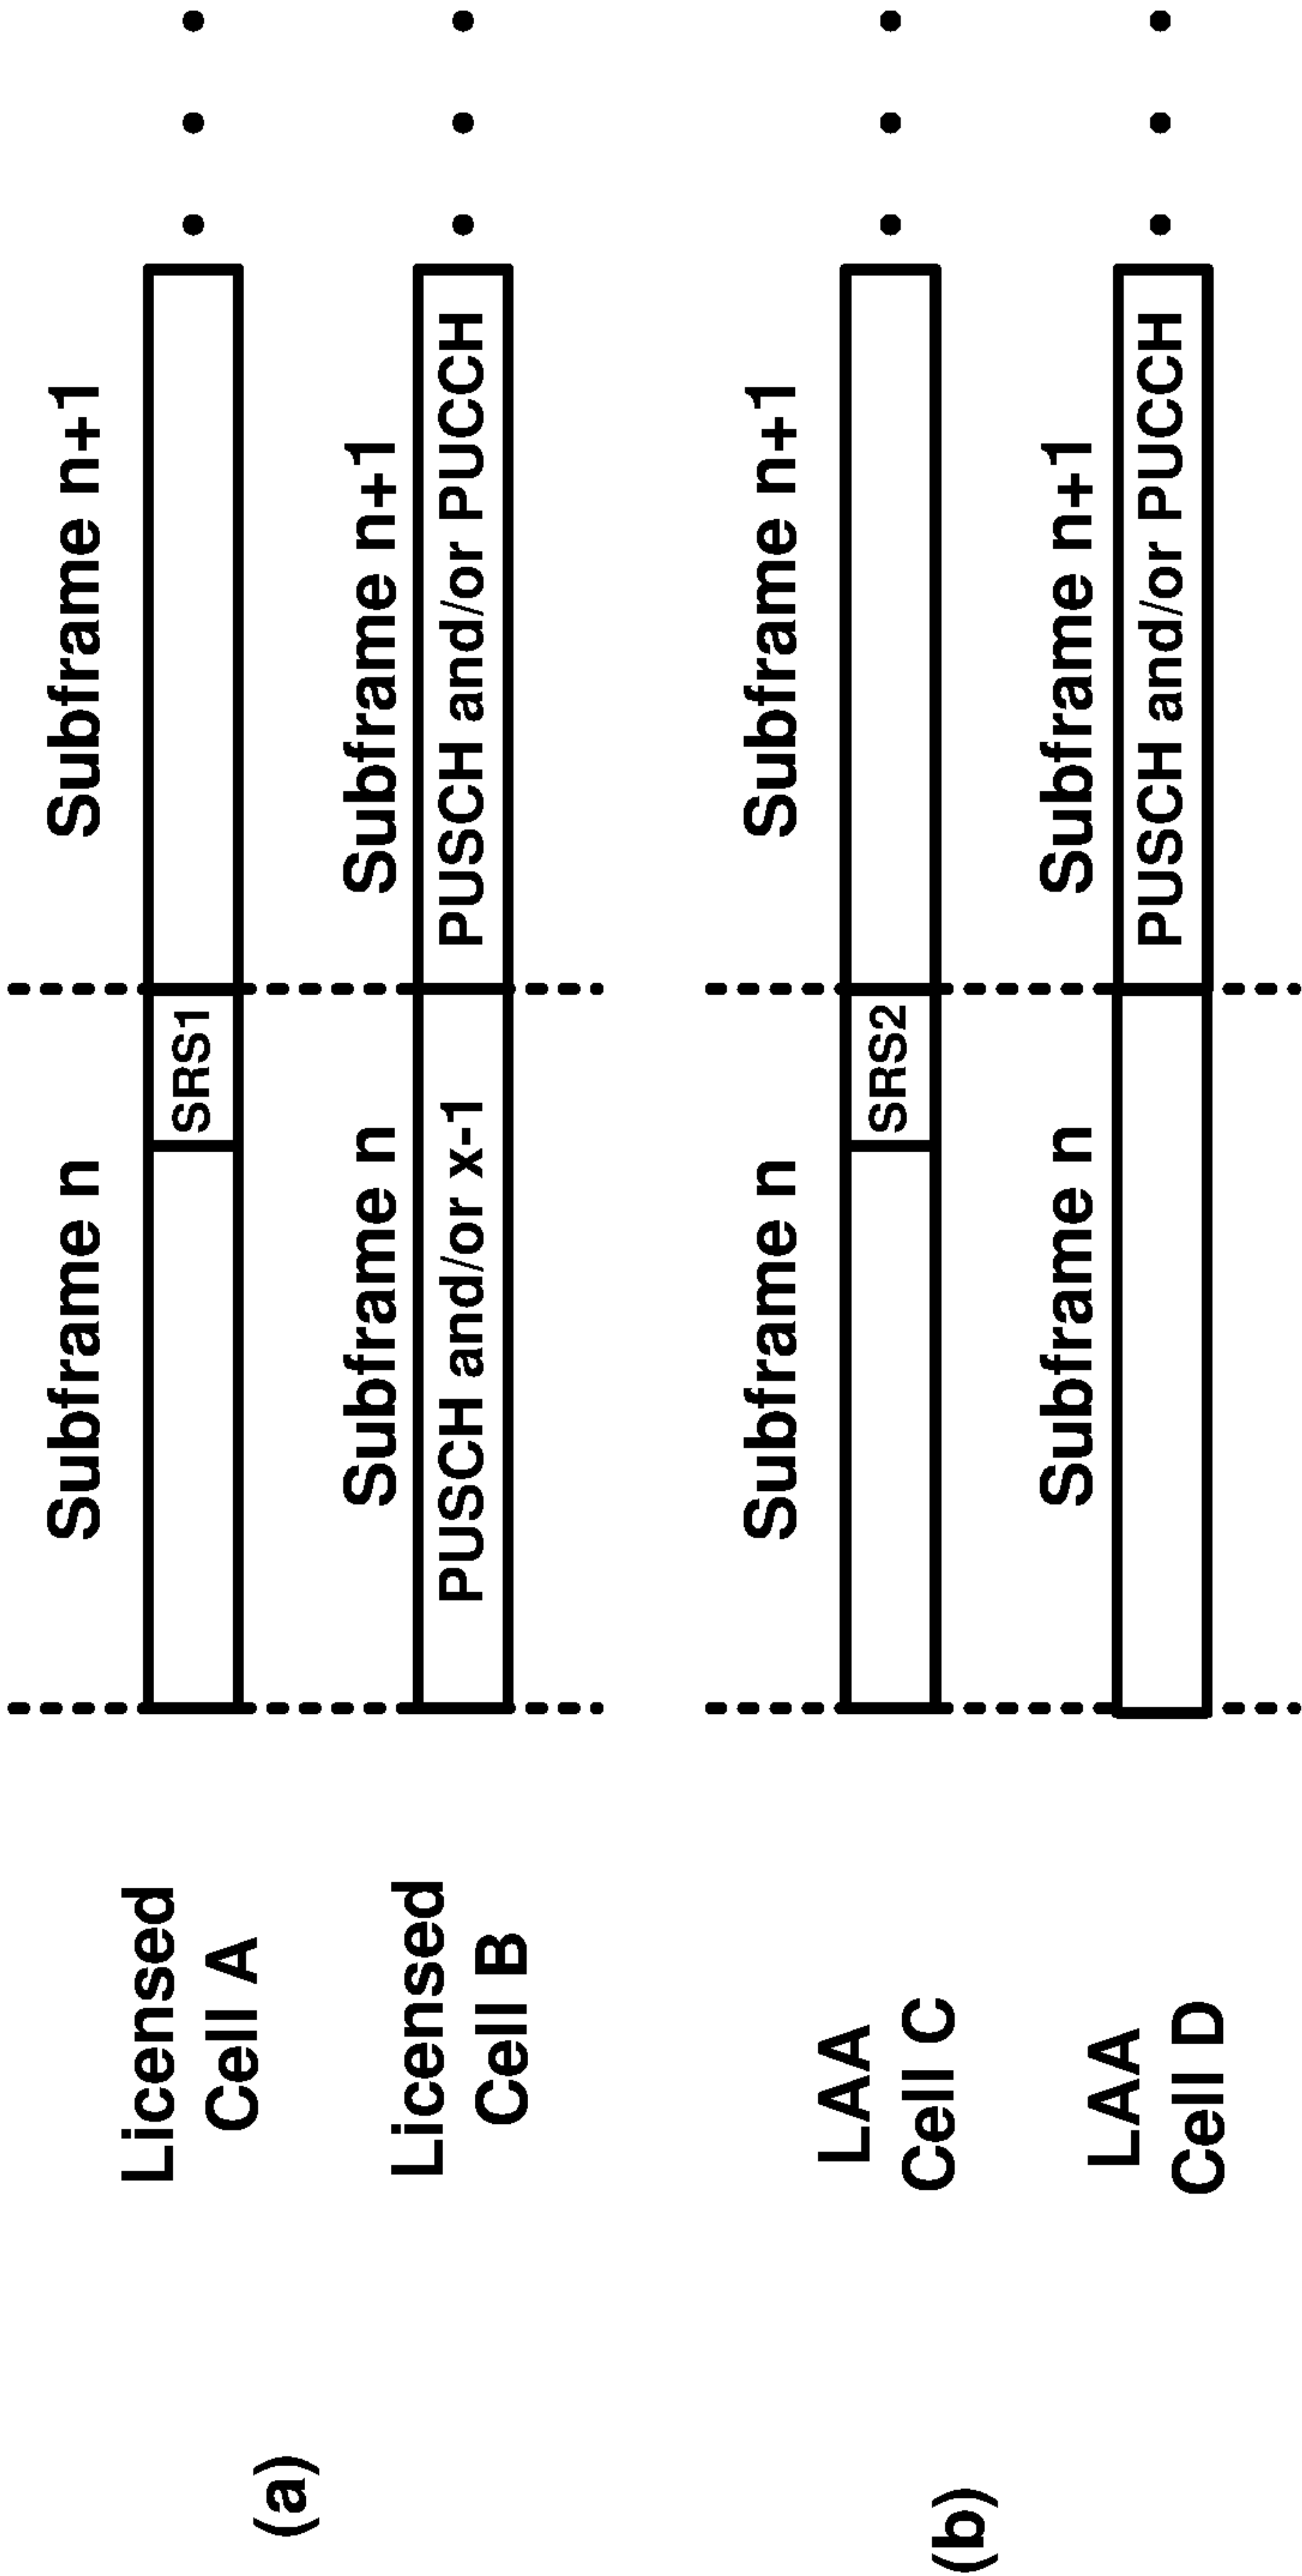 (a)
Licensed
Cell A
Subframe n
Subframe n+1
SRS1
Licensed
Cell B
Subframe n
Subframe n+1
PUSCH and/or x-1
PUSCH and/or PUCCH
(b)
LAA
Cell C
Subframe n
Subframe n+1
SRS2
LAA
Cell D
Subframe n
Subframe n+1
PUSCH and/or PUCCH